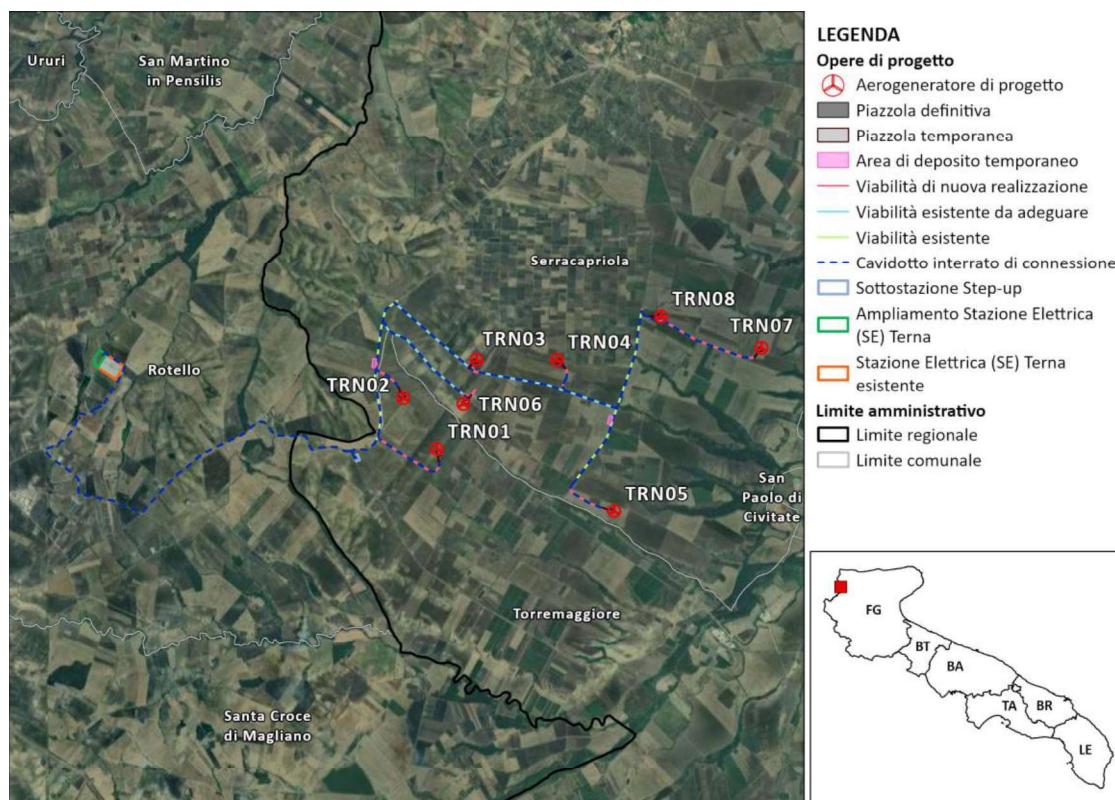 Ururi
San Martino
in Pensilis
Serracapriola
TRN08
TRN07
TRN03
TRN04
Rotello
TRN02
TRN06
TRN01
San
Paolo di
Civitate
TRN05
Torremaggiore
Santa Croce
di Magliano
LEGENDA
Opere di progetto
Aerogeneratore di progetto
Piazzola definitiva
Piazzola temporanea
Area di deposito temporaneo
Viabilità di nuova realizzazione
Viabilità esistente da adeguare
Viabilità esistente
Cavidotto interrato di connessione
Sottostazione Step-up
Ampliamento Stazione Elettrica
(SE) Terna
Stazione Elettrica (SE) Terna
esistente
Limite amministrativo
Limite regionale
Limite comunale
FG
BT
BA
TA
BR
LE